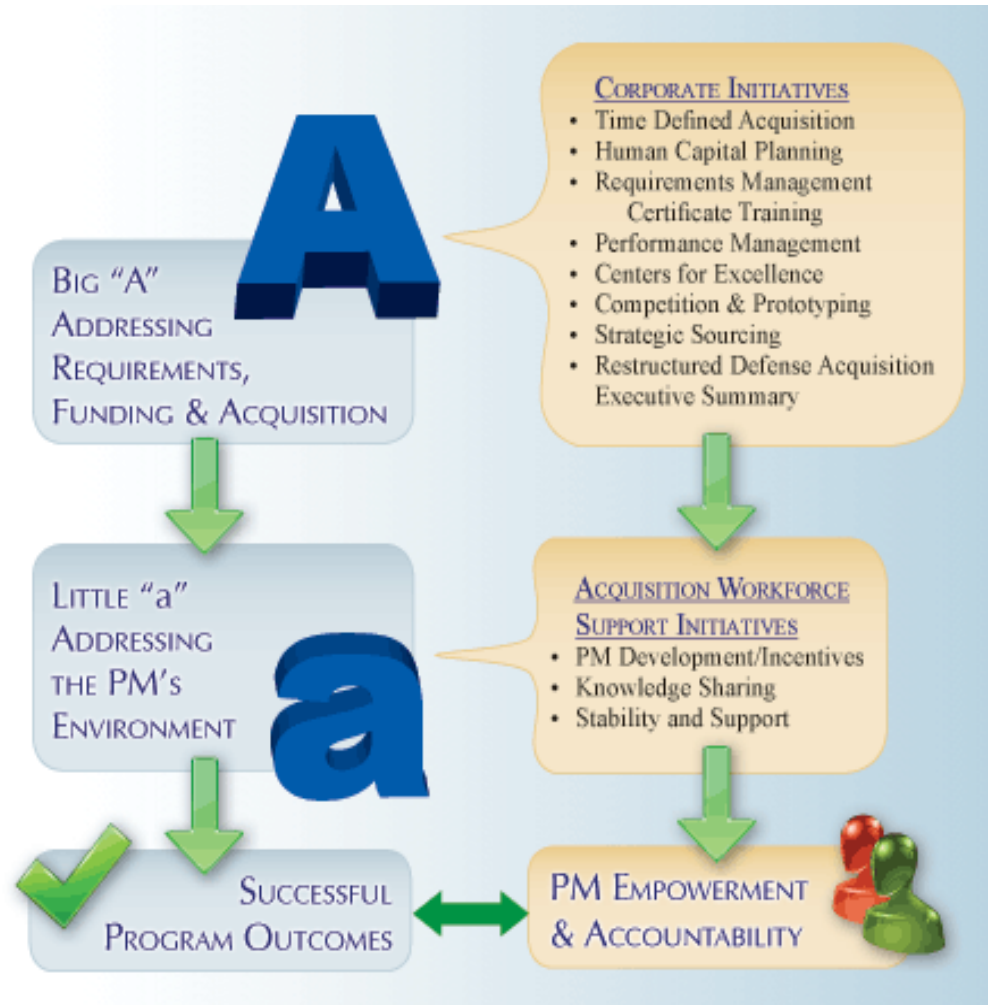 A
BIG “A”
ADDRESSING
REQUIREMENTS,
FUNDING & ACQUISITION
CORPORATE INITIATIVES
• Time Defined Acquisition
• Human Capital Planning
• Requirements Management
Certificate Training
• Performance Management
• Centers for Excellence
• Competition & Prototyping
• Strategic Sourcing
• Restructured Defense Acquisition
Executive Summary
LITTLE “a”
ADDRESSING
THE PM’S
ENVIRONMENT
a
ACQUISITION WORKFORCE
SUPPORT INITIATIVES
• PM Development/Incentives
• Knowledge Sharing
• Stability and Support
SUCCESSFUL
PROGRAM OUTCOMES
PM EMPOWERMENT
& ACCOUNTABILITY